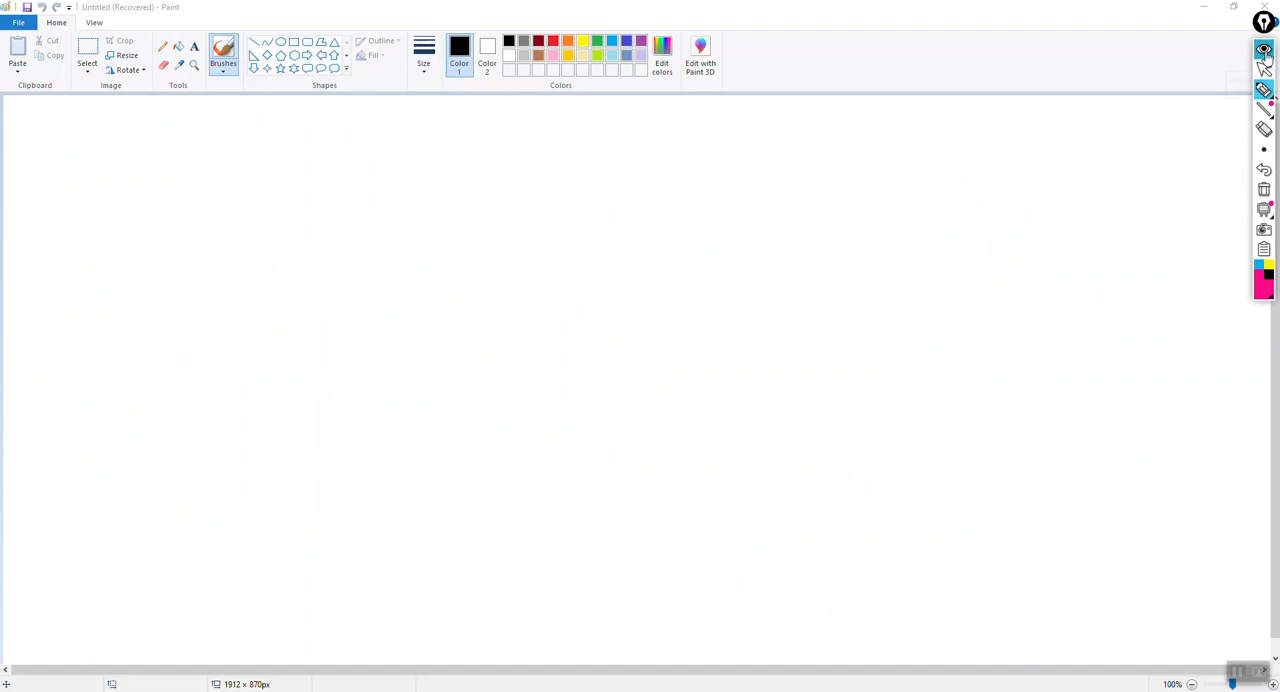 Untitled (Recovered) - Paint
File Home View
Paste
Cut
Copy
Clipboard
Select
Crop
Resize
Rotate
Image
A
Tools
Brushes
Outline
Fill
Shapes
Size
Color 1
Color 2
Edit colors
Edit with Paint 3D
Colors
1912 × 870px
100%